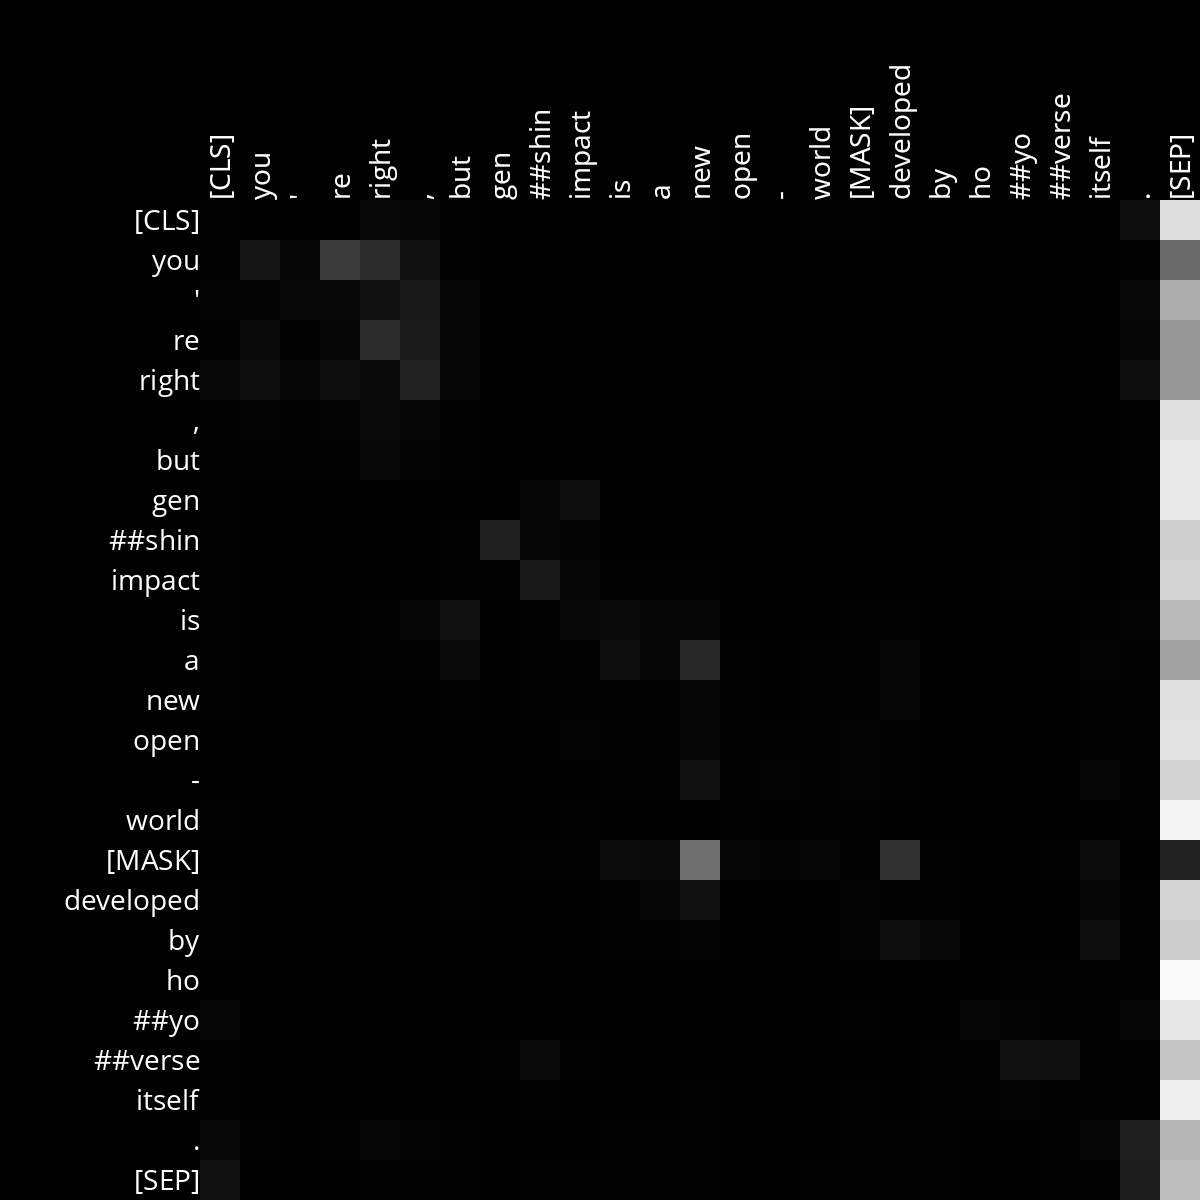 [CLS] you ' re right , but gen ##shin impact is a new open - world [MASK] developed by ho ##yo ##verse itself . [SEP]
[CLS]
you
'
re
right
,
but
gen
##shin
impact
is
a
new
open
-
world
[MASK]
developed
by
ho
##yo
##verse
itself
.
[SEP]